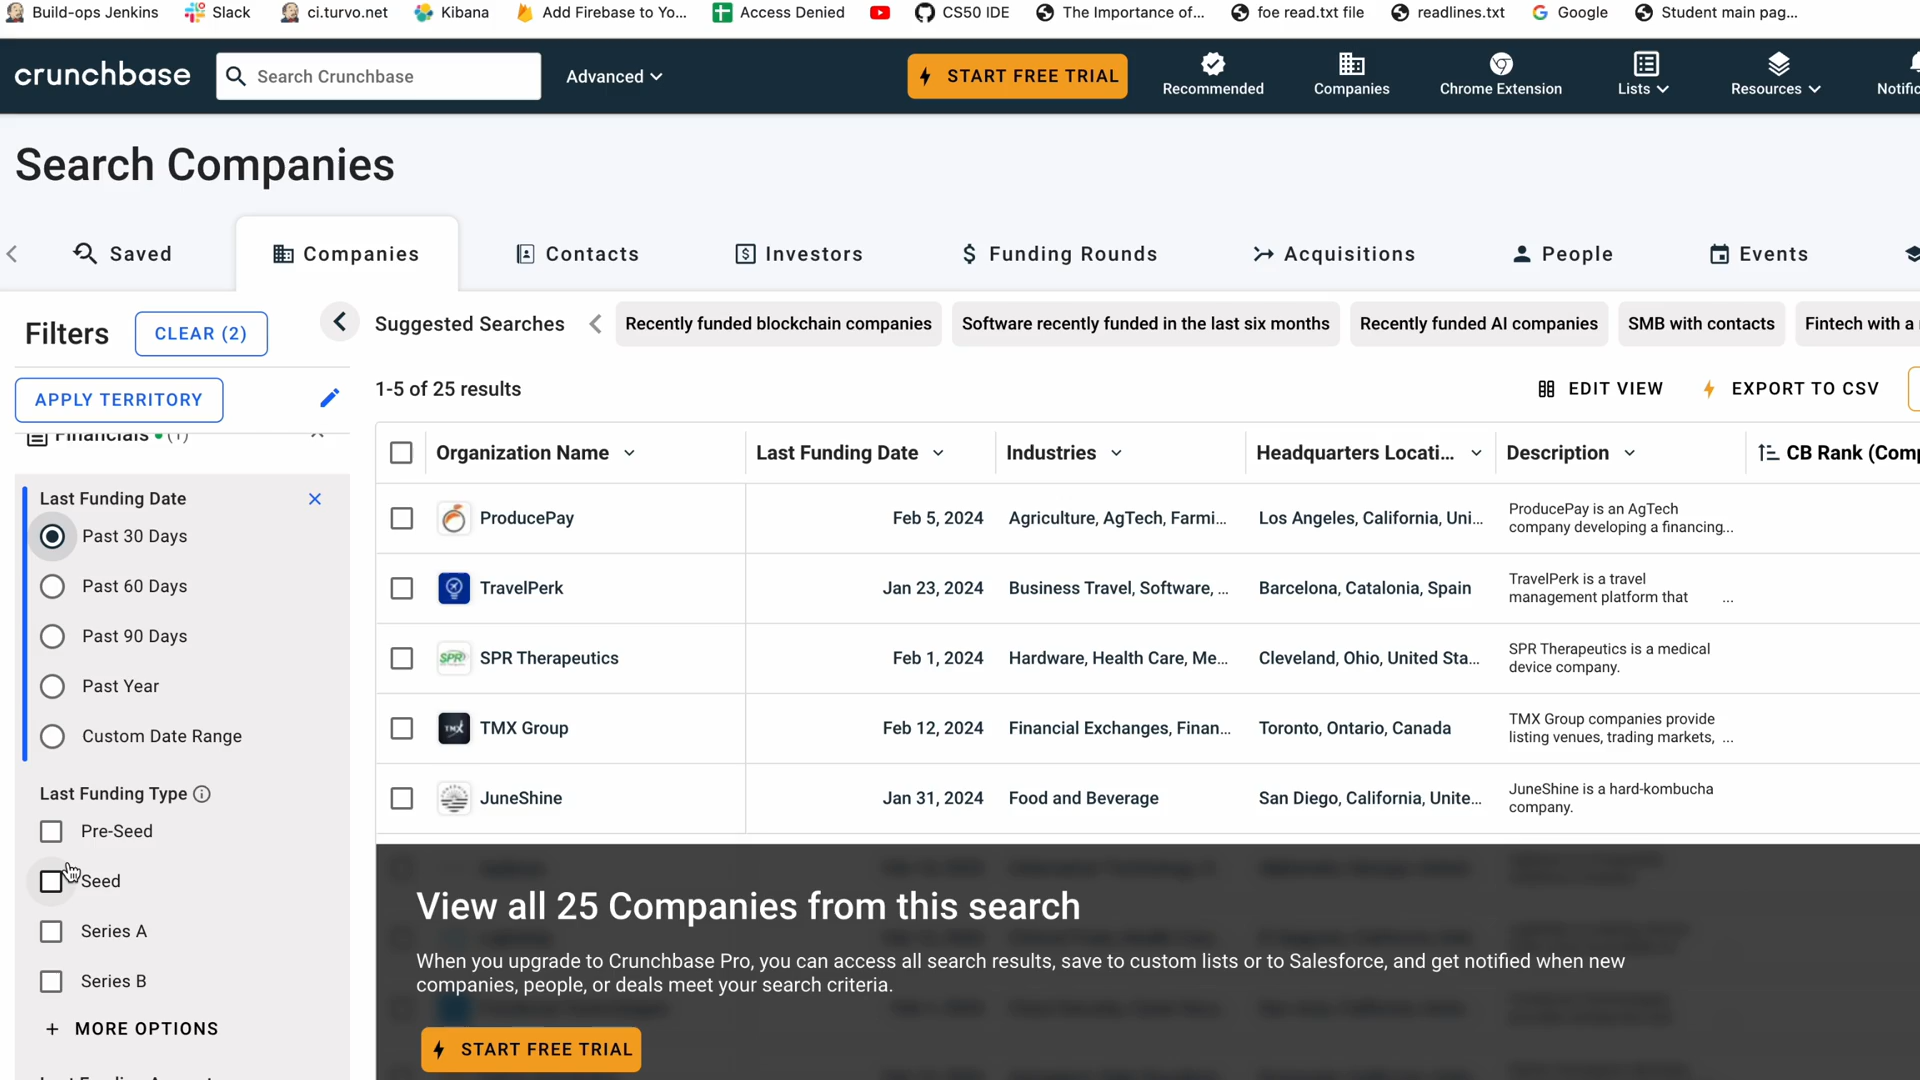 Build-ops Jenkins Slack ci.turvo.net Kibana Add Firebase to Yo... Access Denied CS50 IDE The Importance of... foe read.txt file readlines.txt Google Student main pag...
crunchbase Search Crunchbase Advanced START FREE TRIAL Recommended Companies Chrome Extension Lists Resources Notific
Search Companies
Saved Companies Contacts Investors Funding Rounds Acquisitions People Events
Filters CLEAR (2) Suggested Searches Recently funded blockchain companies Software recently funded in the last six months Recently funded AI companies SMB with contacts Fintech with a
APPLY TERRITORY
1-5 of 25 results EDIT VIEW EXPORT TO CSV
Financials (1)
Organization Name Last Funding Date Industries Headquarters Locati... Description CB Rank (Comp
Last Funding Date
Past 30 Days
Past 60 Days
Past 90 Days
Past Year
Custom Date Range
Last Funding Type
Pre-Seed
Seed
Series A
Series B
+ MORE OPTIONS
ProducePay Feb 5, 2024 Agriculture, AgTech, Farmi... Los Angeles, California, Uni... ProducePay is an AgTech
company developing a financing...
TravelPerk Jan 23, 2024 Business Travel, Software, ... Barcelona, Catalonia, Spain TravelPerk is a travel
management platform that ...
SPR SPR Therapeutics Feb 1, 2024 Hardware, Health Care, Me... Cleveland, Ohio, United Sta... SPR Therapeutics is a medical
device company.
TMX TMX Group Feb 12, 2024 Financial Exchanges, Finan... Toronto, Ontario, Canada TMX Group companies provide
listing venues, trading markets, ...
JuneShine Jan 31, 2024 Food and Beverage San Diego, California, Unite... JuneShine is a hard-kombucha
company.
View all 25 Companies from this search
When you upgrade to Crunchbase Pro, you can access all search results, save to custom lists or to Salesforce, and get notified when new
companies, people, or deals meet your search criteria.
START FREE TRIAL